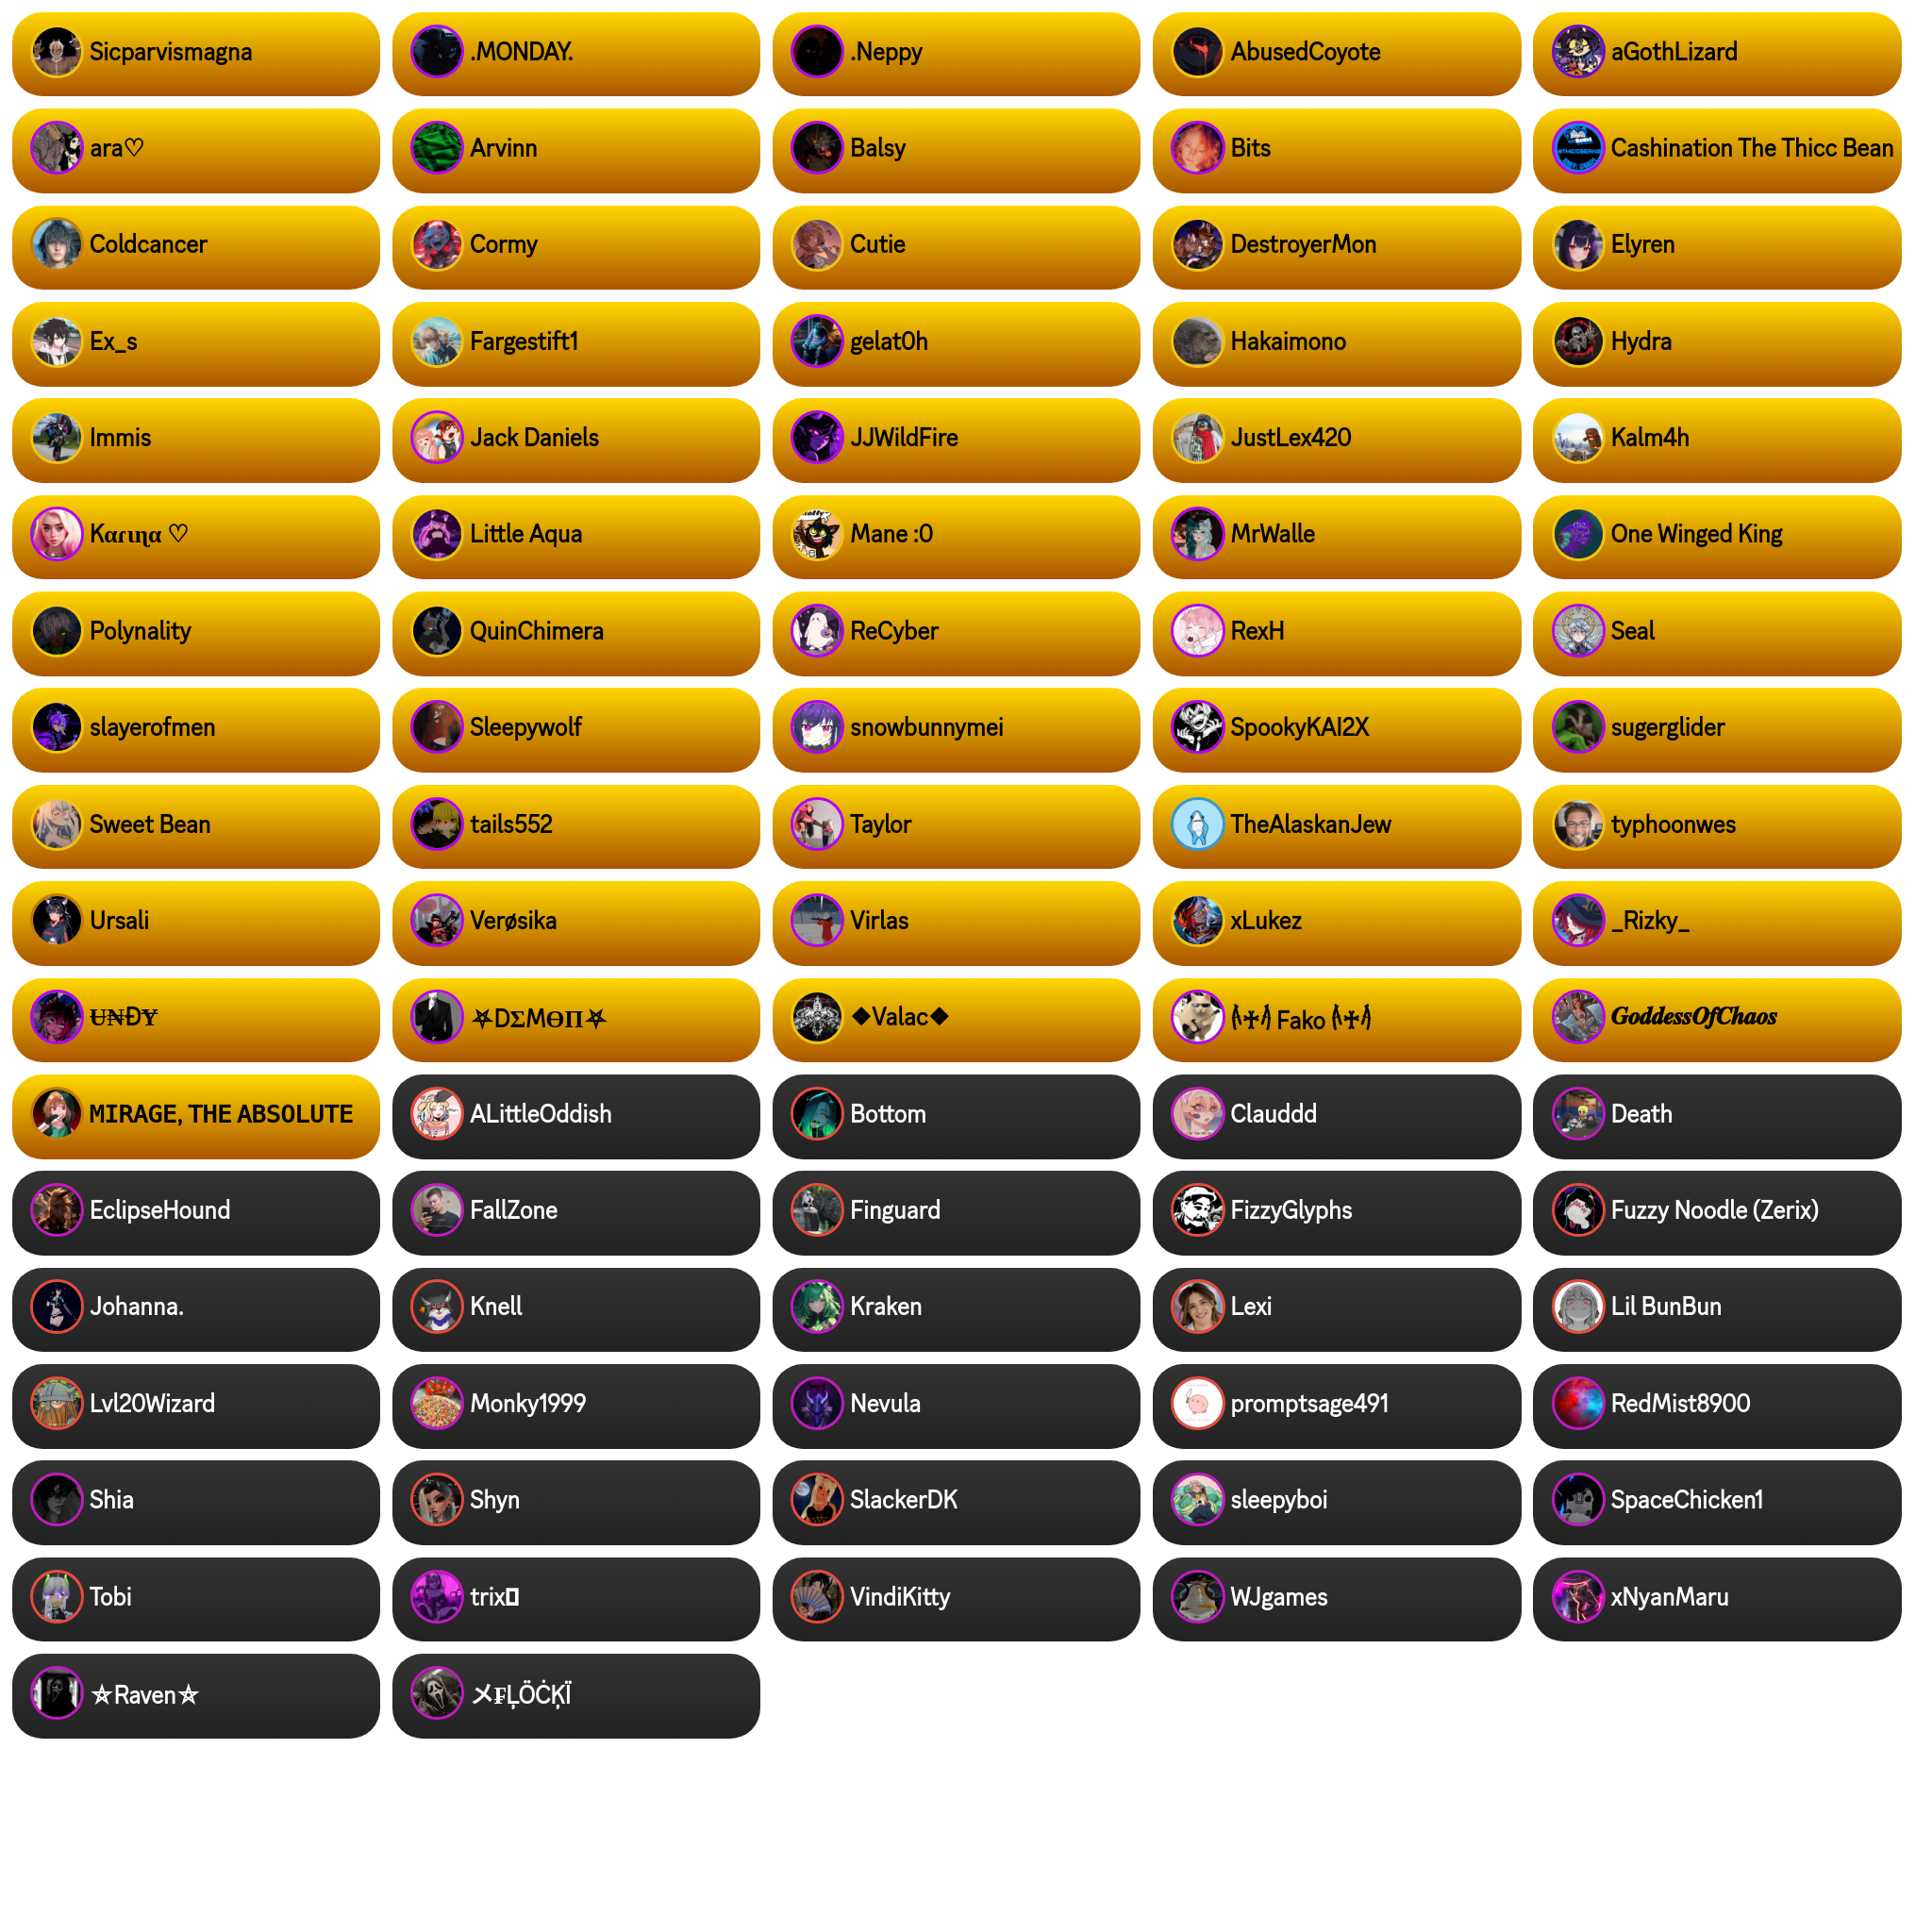 Sicparvismagna
.MONDAY.
.Neppy
AbusedCoyote
aGothLizard
ara♡
Arvinn
Balsy
Bits
Cashination The Thicc Bean
Coldcancer
Cormy
Cutie
DestroyerMon
Elyren
Ex_s
Fargestift1
gelat0h
Hakaimono
Hydra
Immis
Jack Daniels
JJWildFire
JustLex420
Kalm4h
Kαɾιɳα ♡
Little Aqua
Mane :0
MrWalle
One Winged King
Polynality
QuinChimera
ReCyber
RexH
Seal
slayerofmen
Sleepywolf
snowbunnymei
SpookyKAI2X
sugerglider
Sweet Bean
tails552
Taylor
TheAlaskanJew
typhoonwes
Ursali
Verøsika
Virlas
xLukez
_Rizky_
Ʉ₦ĐɎ
⛧DΣMӨП⛧
❖Valac❖
Fako
𝑮𝒐𝒅𝒅𝒆𝒔𝒔𝑶𝒇𝑪𝒉𝒂𝒐𝒔
MIRAGE, THE ABSOLUTE
ALittleOddish
Bottom
Clauddd
Death
EclipseHound
FallZone
Finguard
FizzyGlyphs
Fuzzy Noodle (Zerix)
Johanna.
Knell
Kraken
Lexi
Lil BunBun
Lvl20Wizard
Monky1999
Nevula
promptsage491
RedMist8900
Shia
Shyn
SlackerDK
sleepyboi
SpaceChicken1
Tobi
trix
VindiKitty
WJgames
xNyanMaru
⛤Raven⛤
メ₣ĻÖĊĶÏ